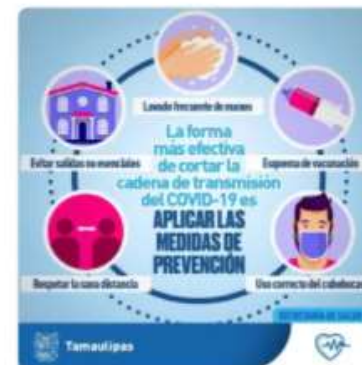 Lavado frecuente de manos
La forma
más efectiva
de cortar la
cadena de transmisión
del COVID-19 es
APLICAR LAS
MEDIDAS DE
PREVENCIÓN
Evitar salidas no esenciales
Esquema de vacunación
Respetar la sana distancia
Uso correcto del cubrebocas
SECRETARÍA DE SALUD
Tamaulipas